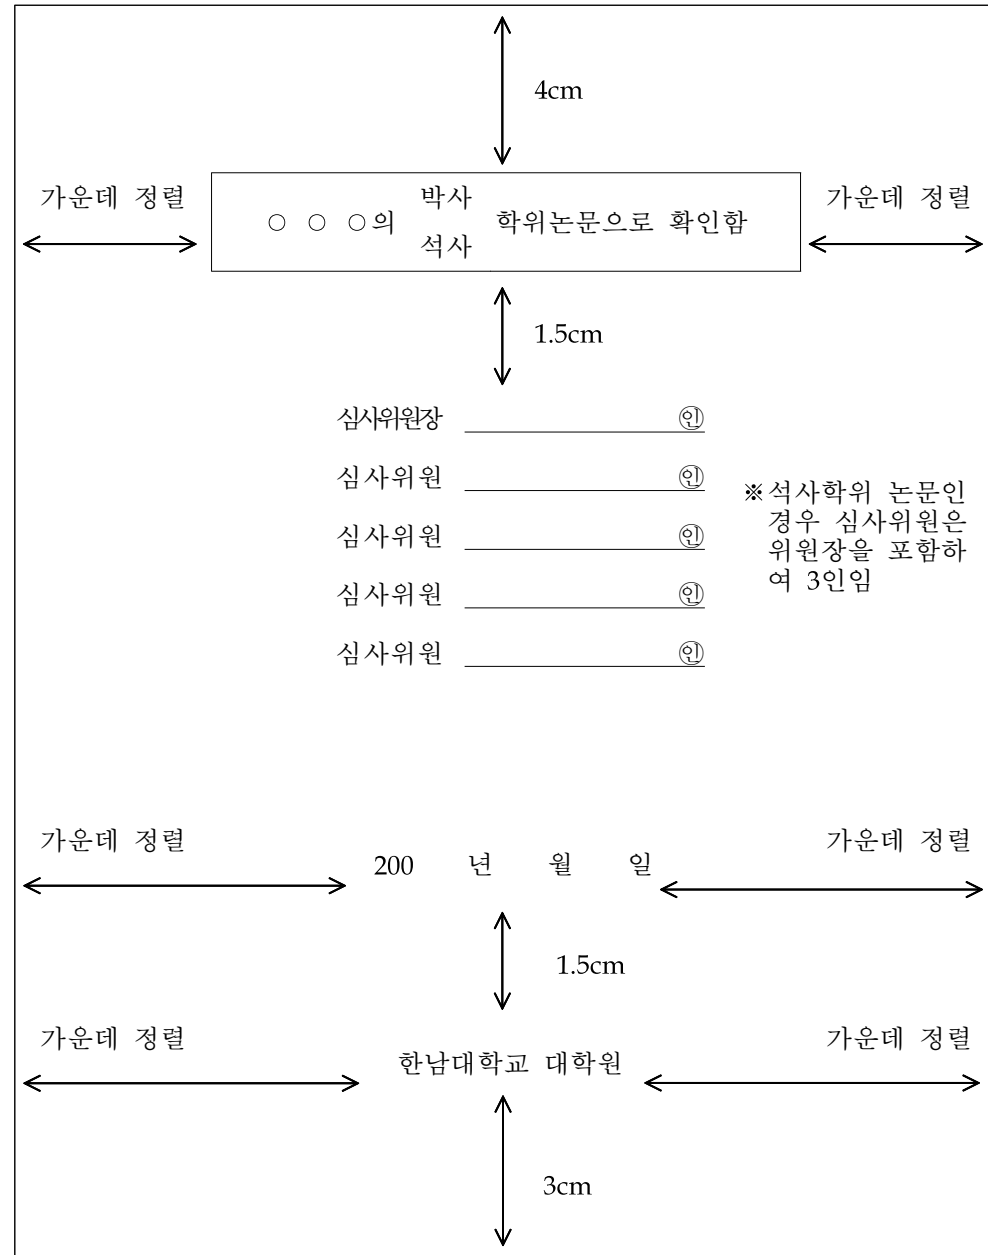 4cm
가운데 정렬
가운데 정렬
박사
○ ○ ○의 학위논문으로 확인함
석사
1.5cm
심사위원장 ㊞
심사위원 ㊞
심사위원 ㊞
심사위원 ㊞
심사위원 ㊞
※석사학위 논문인
경우 심사위원은
위원장을 포함하
여 3인임
가운데 정렬
가운데 정렬
200 년 월 일
1.5cm
가운데 정렬
가운데 정렬
한남대학교 대학원
3cm